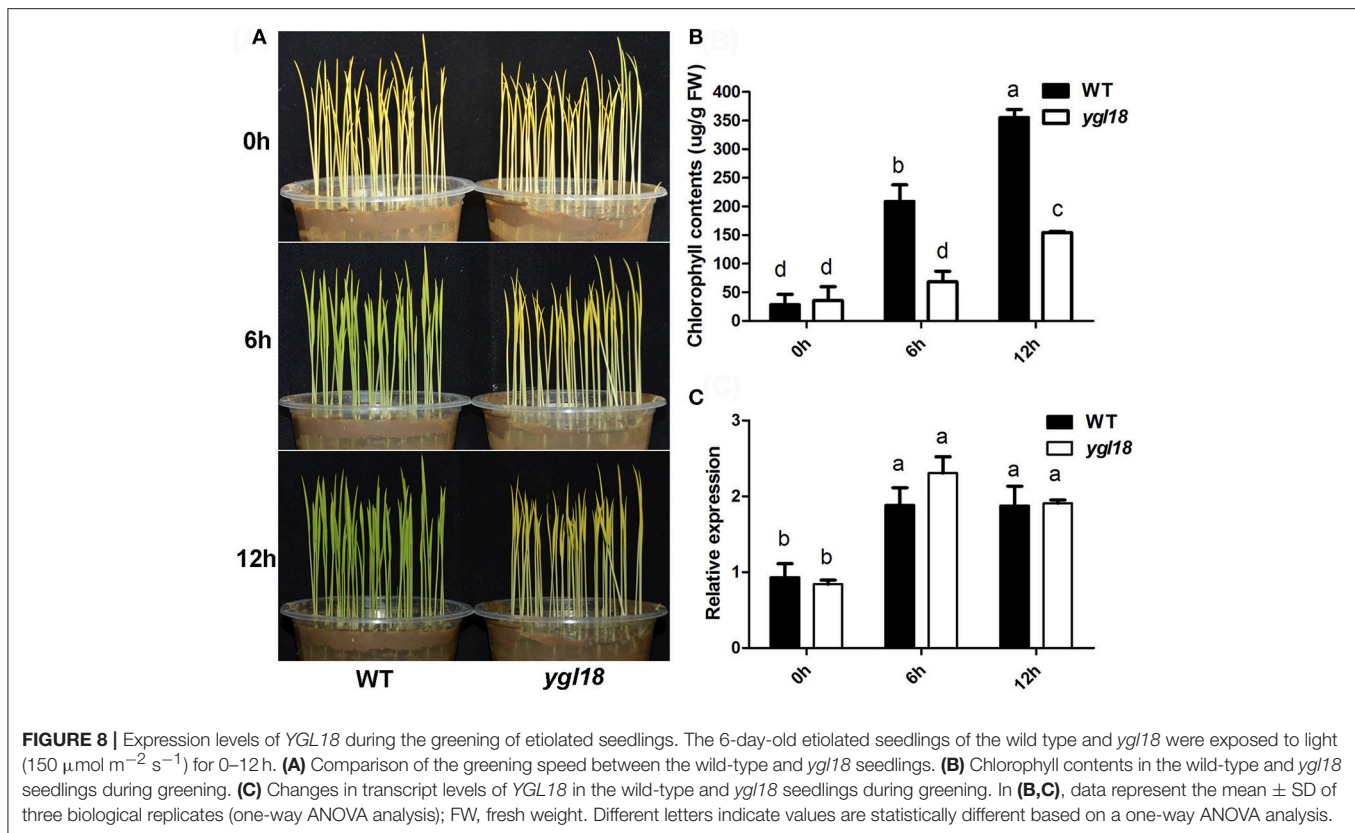 A
0h
6h
12h
WT
ygl18
B
Chlorophyll contents (ug/g FW)
400
350
300
250
200
150
100
50
0
d
d
b
d
a
c
0h
6h
12h
WT
ygl18
C
Relative expression
3
2
1
0
b
b
a
a
a
a
0h
6h
12h
WT
ygl18
FIGURE 8 | Expression levels of YGL18 during the greening of etiolated seedlings. The 6-day-old etiolated seedlings of the wild type and ygl18 were exposed to light
(150 μmol m−2 s−1) for 0–12 h. (A) Comparison of the greening speed between the wild-type and ygl18 seedlings. (B) Chlorophyll contents in the wild-type and ygl18
seedlings during greening. (C) Changes in transcript levels of YGL18 in the wild-type and ygl18 seedlings during greening. In (B,C), data represent the mean ± SD of
three biological replicates (one-way ANOVA analysis); FW, fresh weight. Different letters indicate values are statistically different based on a one-way ANOVA analysis.